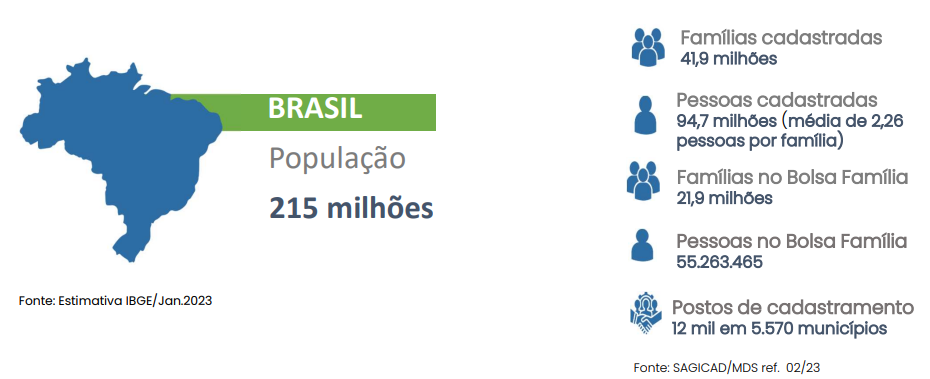 BRASIL
População
215 milhões
Fonte: Estimativa IBGE/Jan.2023
Famílias cadastradas
41,9 milhões
Pessoas cadastradas
94,7 milhões (média de 2,26
pessoas por família)
Famílias no Bolsa Família
21,9 milhões
Pessoas no Bolsa Família
55.263.465
Postos de cadastramento
12 mil em 5.570 municípios
Fonte: SAGICAD/MDS ref. 02/23